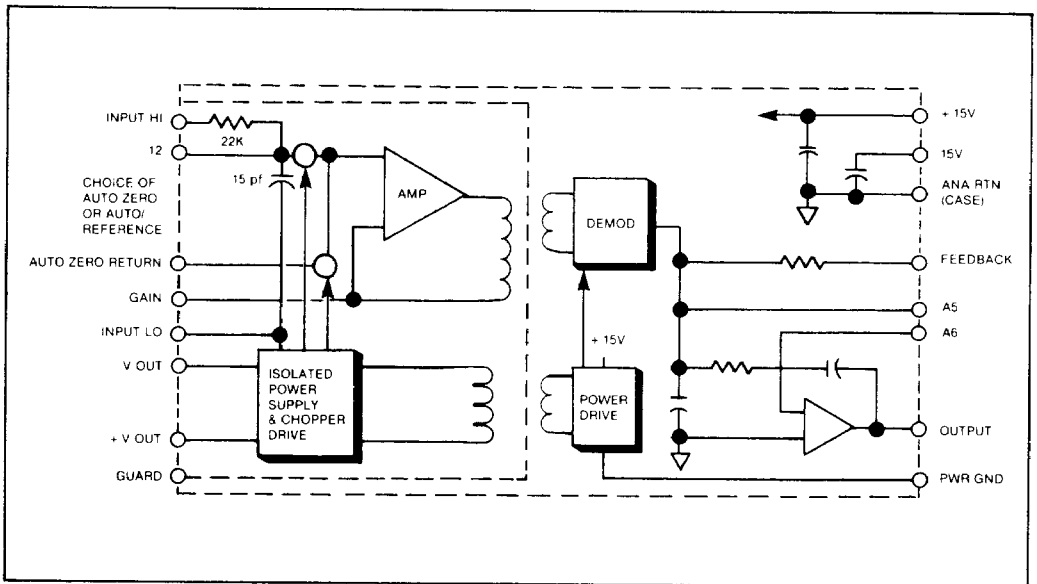 INPUT HI
22K
12
15 pf
CHOICE OF
AUTO ZERO
OR AUTO/
REFERENCE
AUTO ZERO RETURN
GAIN
INPUT LO
V OUT
+ V OUT
GUARD
AMP
ISOLATED
POWER
SUPPLY
& CHOPPER
DRIVE
DEMOD
+ 15V
POWER
DRIVE
+ 15V
15V
ANA RTN
(CASE)
FEEDBACK
A5
A6
OUTPUT
PWR GND